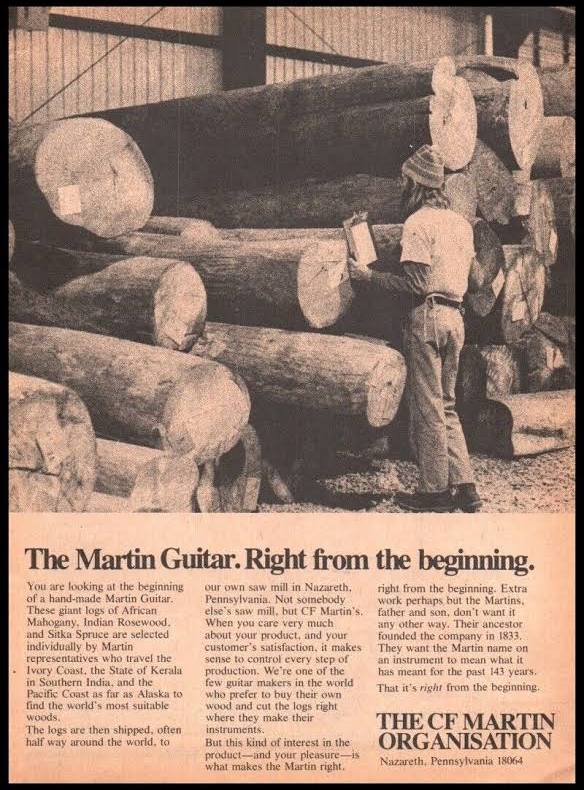 The Martin Guitar. Right from the beginning.
You are looking at the beginning
of a hand-made Martin Guitar.
These giant logs of African
Mahogany, Indian Rosewood,
and Sitka Spruce are selected
individually by Martin
representatives who travel the
Ivory Coast, the State of Kerala
in Southern India, and the
Pacific Coast as far as Alaska to
find the world's most suitable
woods.
The logs are then shipped, often
half way around the world, to
our own saw mill in Nazareth,
Pennsylvania. Not somebody
else's saw mill, but CF Martin's.
When you care very much
about your product, and your
customer's satisfaction, it makes
sense to control every step of
production. We're one of the
few guitar makers in the world
who prefer to buy their own
wood and cut the logs right
where they make their
instruments.
But this kind of interest in the
product—and your pleasure—is
what makes the Martin right,
right from the beginning. Extra
work perhaps but the Martins,
father and son, don't want it
any other way. Their ancestor
founded the company in 1833.
They want the Martin name on
an instrument to mean what it
has meant for the past 143 years.
That it's right from the beginning.
THE CF MARTIN
ORGANISATION
Nazareth, Pennsylvania 18064